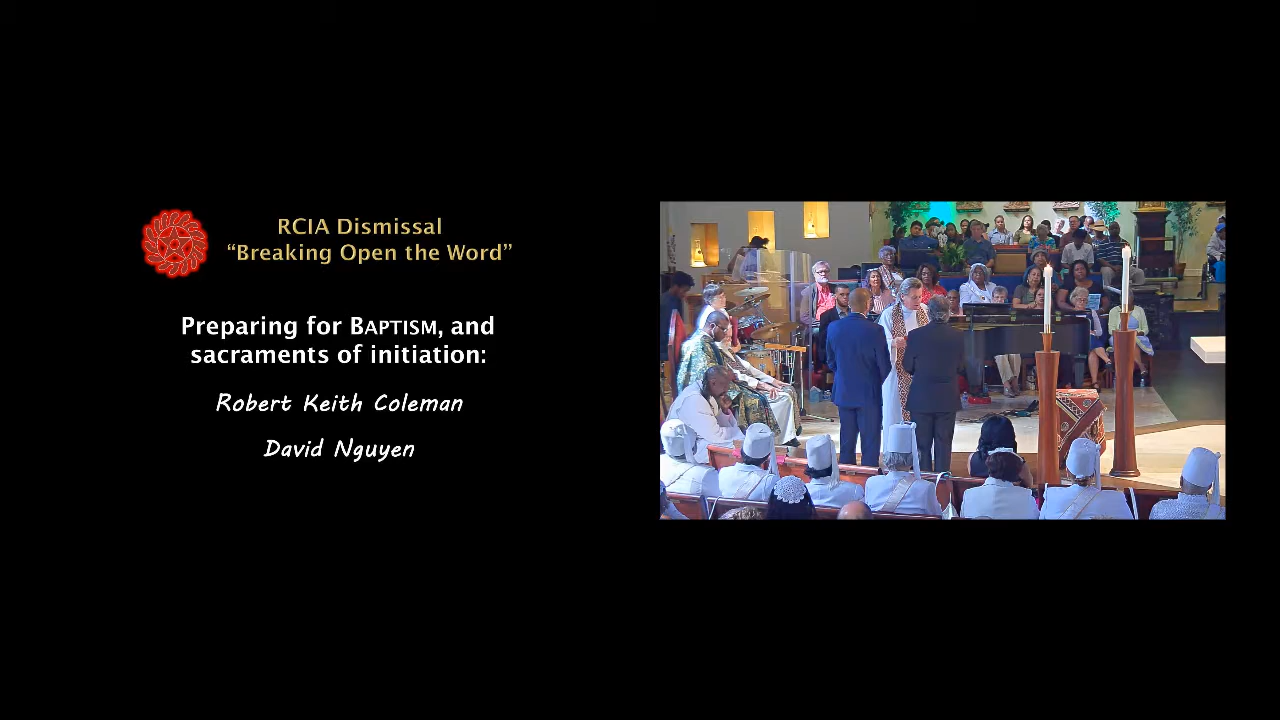 RCIA Dismissal
“Breaking Open the Word”
Preparing for BAPTISM, and
sacraments of initiation:
Robert Keith Coleman
David Nguyen